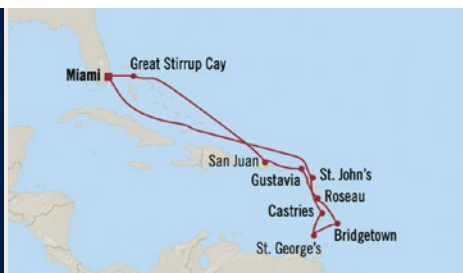 Great Stirrup Cay
Miami
San Juan
St. John's
Gustavia
Roseau
Castries
Bridgetown
St. George's